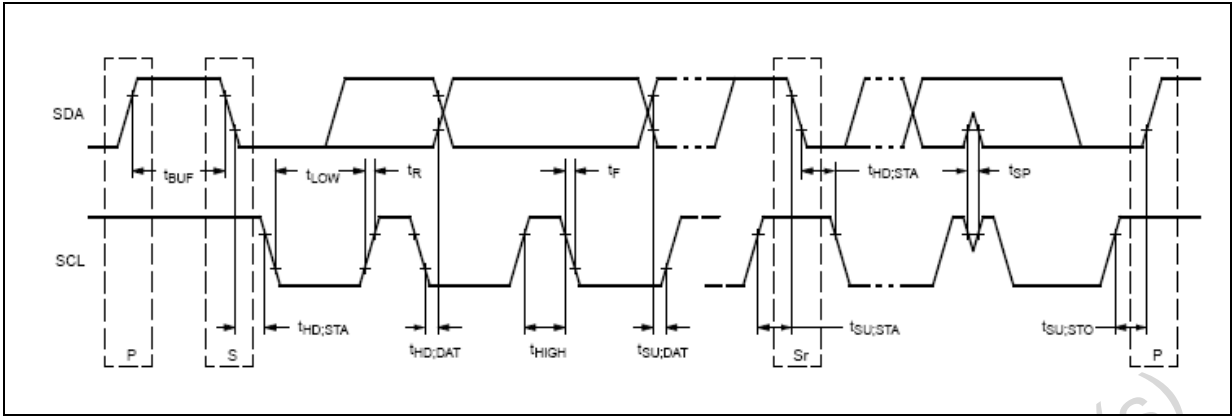 SDA
tBUF
tLOW
tR
tF
tHD;STA
tSP
SCL
tHD;STA
tHD;DAT
tHIGH
tSU;DAT
tSU;STA
tSU;STO
P
S
Sr
P